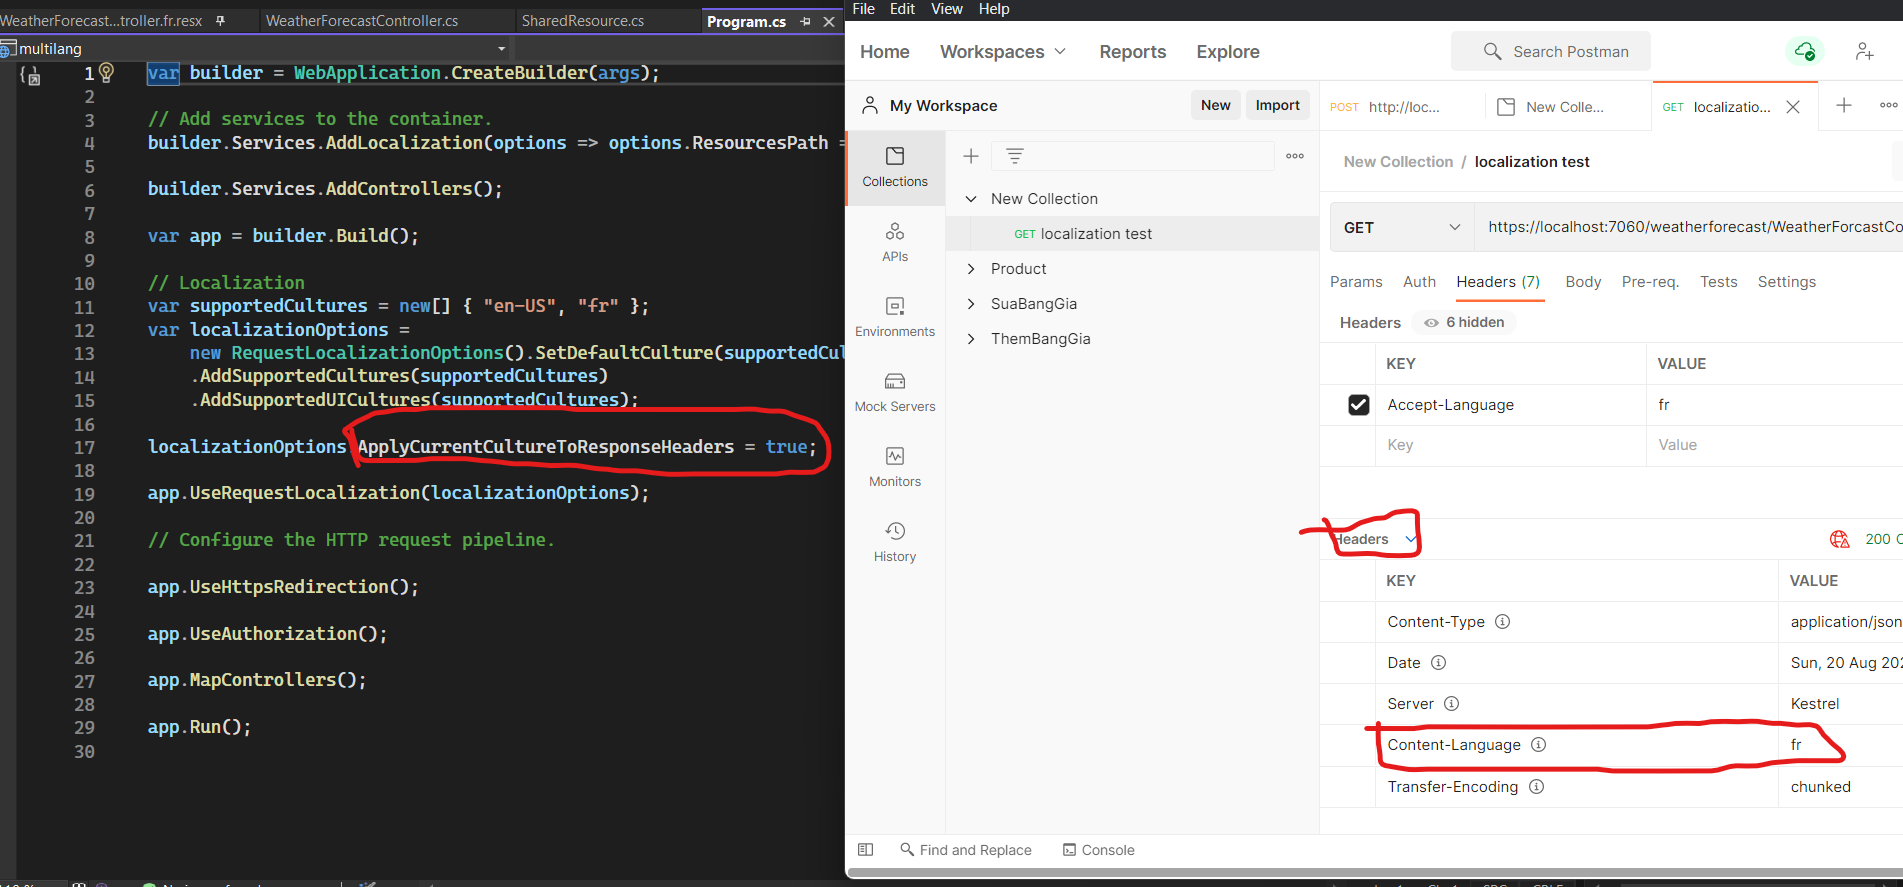 WeatherForecast...troller.fr.resx
WeatherForecastController.cs
SharedResource.cs
Program.cs
multilang
1 var builder = WebApplication.CreateBuilder(args);
2
3 // Add services to the container.
4 builder.Services.AddLocalization(options => options.ResourcesPath =
5
6 builder.Services.AddControllers();
7
8 var app = builder.Build();
9
10 // Localization
11 var supportedCultures = new[] { "en-US", "fr" };
12 var localizationOptions =
13 new RequestLocalizationOptions().SetDefaultCulture(supportedCul
14 .AddSupportedCultures(supportedCultures)
15 .AddSupportedUICultures(supportedCultures);
16
17 localizationOptions.ApplyCurrentCultureToResponseHeaders = true;
18
19 app.UseRequestLocalization(localizationOptions);
20
21 // Configure the HTTP request pipeline.
22
23 app.UseHttpsRedirection();
24
25 app.UseAuthorization();
26
27 app.MapControllers();
28
29 app.Run();
30
File Edit View Help
Home Workspaces Reports Explore
Search Postman
My Workspace
New Import
Collections
APIs
Environments
Mock Servers
Monitors
History
New Collection
GET localization test
Product
SuaBangGia
ThemBangGia
POST http://loc...
New Colle...
GET localizatio...
New Collection / localization test
GET https://localhost:7060/weatherforecast/WeatherForcastCo
Params Auth Headers (7) Body Pre-req. Tests Settings
Headers 6 hidden
KEY VALUE
Accept-Language fr
Key Value
Headers
200 O
KEY VALUE
Content-Type application/json
Date Sun, 20 Aug 202
Server Kestrel
Content-Language fr
Transfer-Encoding chunked
Find and Replace Console